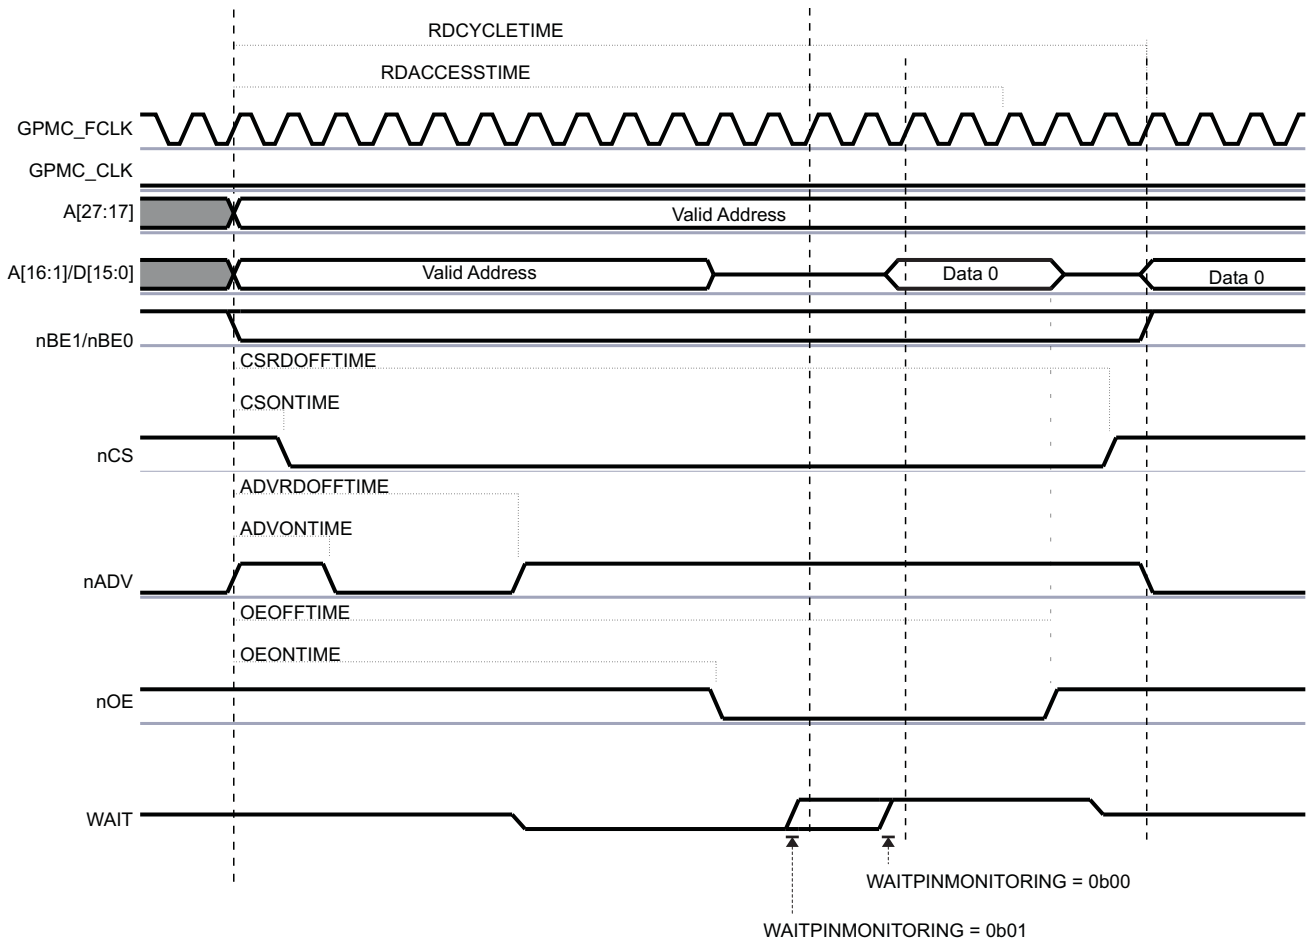 RDCYCLETIME
RDACCESSTIME
GPMC_FCLK
GPMC_CLK
A[27:17]
Valid Address
A[16:1]/D[15:0]
Valid Address
Data 0
Data 0
nBE1/nBE0
CSRDOFFTIME
CSONTIME
nCS
ADVRDOFFTIME
ADVONTIME
nADV
OEOFFTIME
OEONTIME
nOE
WAIT
WAITPINMONITORING = 0b00
WAITPINMONITORING = 0b01